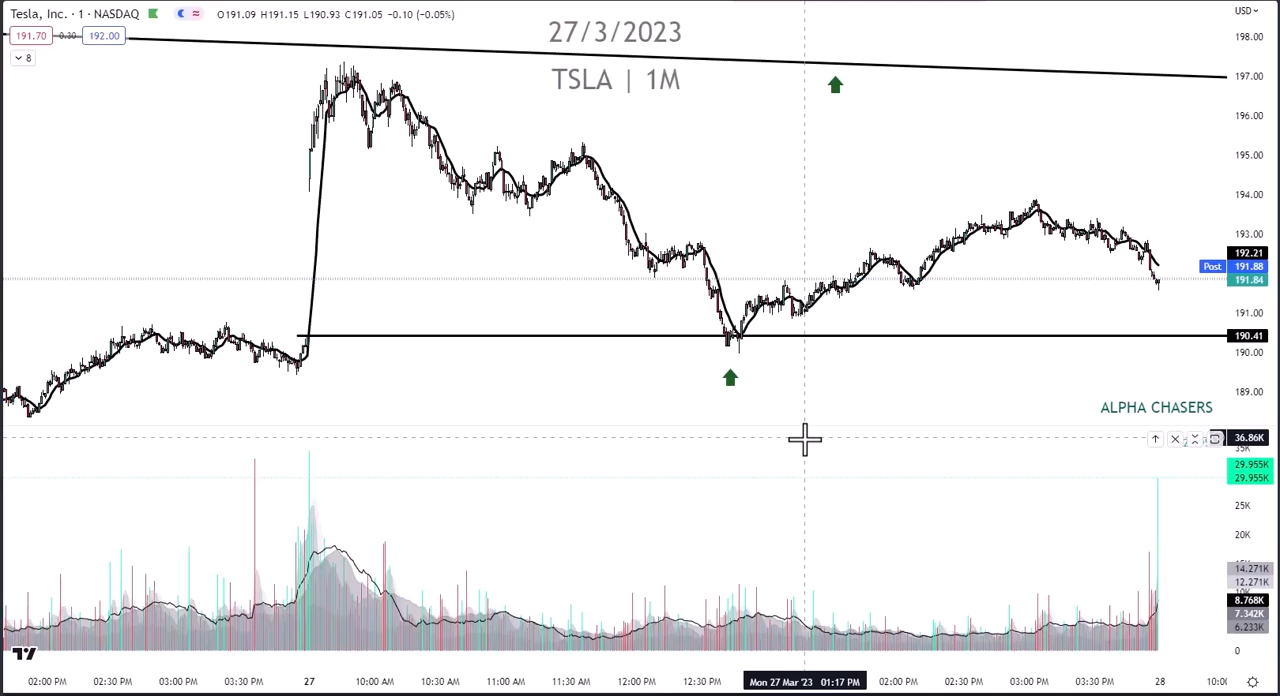 Tesla, Inc. · 1 · NASDAQ O191.09 H191.15 L190.93 C191.05 -0.10 (-0.05%)
USD
191.70 0.30 192.00
8
27/3/2023
TSLA | 1M
198.00
197.00
196.00
195.00
194.00
193.00
192.21
Post 191.88
191.84
191.00
190.41
190.00
189.00
ALPHA CHASERS
36.86K
35K
29.955K
29.955K
25K
20K
14.271K
12.271K
10K
8.768K
7.342K
6.233K
0
02:00 PM 02:30 PM 03:00 PM 03:30 PM 27 10:00 AM 10:30 AM 11:00 AM 11:30 AM 12:00 PM 12:30 PM Mon 27 Mar '23 01:17 PM 02:00 PM 02:30 PM 03:00 PM 03:30 PM 28 10:00